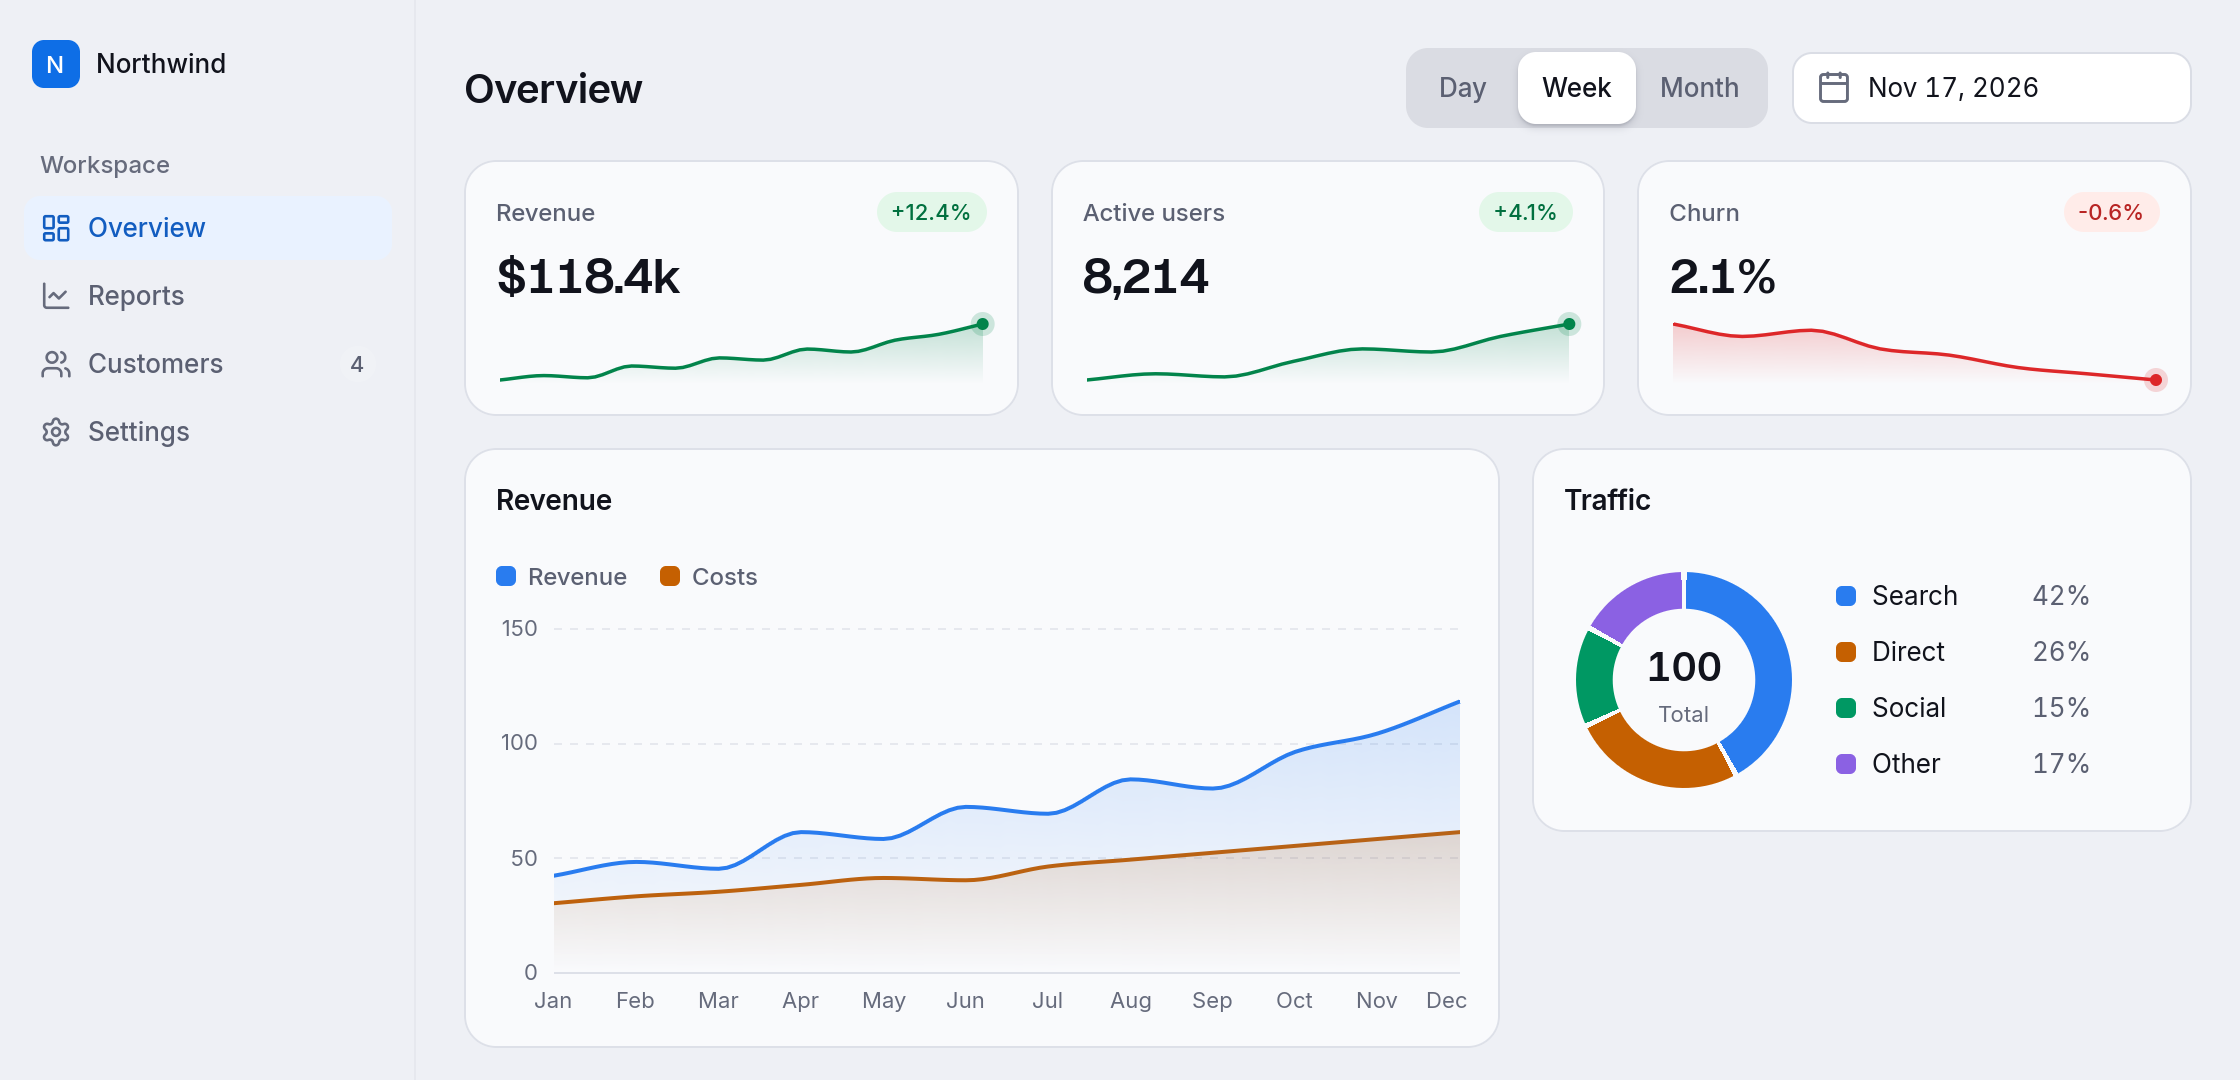 N Northwind
Workspace
Overview
Reports
Customers 4
Settings
Overview
Day Week Month Nov 17, 2026
Revenue +12.4%
$118.4k
Active users +4.1%
8,214
Churn -0.6%
2.1%
Revenue
Revenue Costs
150
100
50
0
Jan Feb Mar Apr May Jun Jul Aug Sep Oct Nov Dec
Traffic
100
Total
Search 42%
Direct 26%
Social 15%
Other 17%